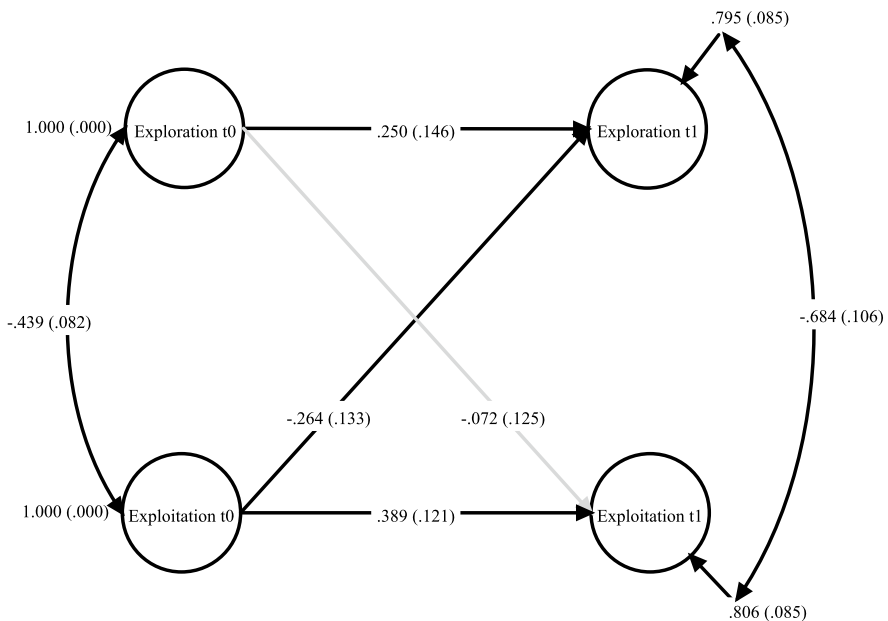 .795 (.085)
1.000 (.000)
Exploration t0
.250 (.146)
Exploration t1
-.439 (.082)
-.684 (.106)
-.264 (.133)
-.072 (.125)
1.000 (.000)
Exploitation t0
.389 (.121)
Exploitation t1
.806 (.085)